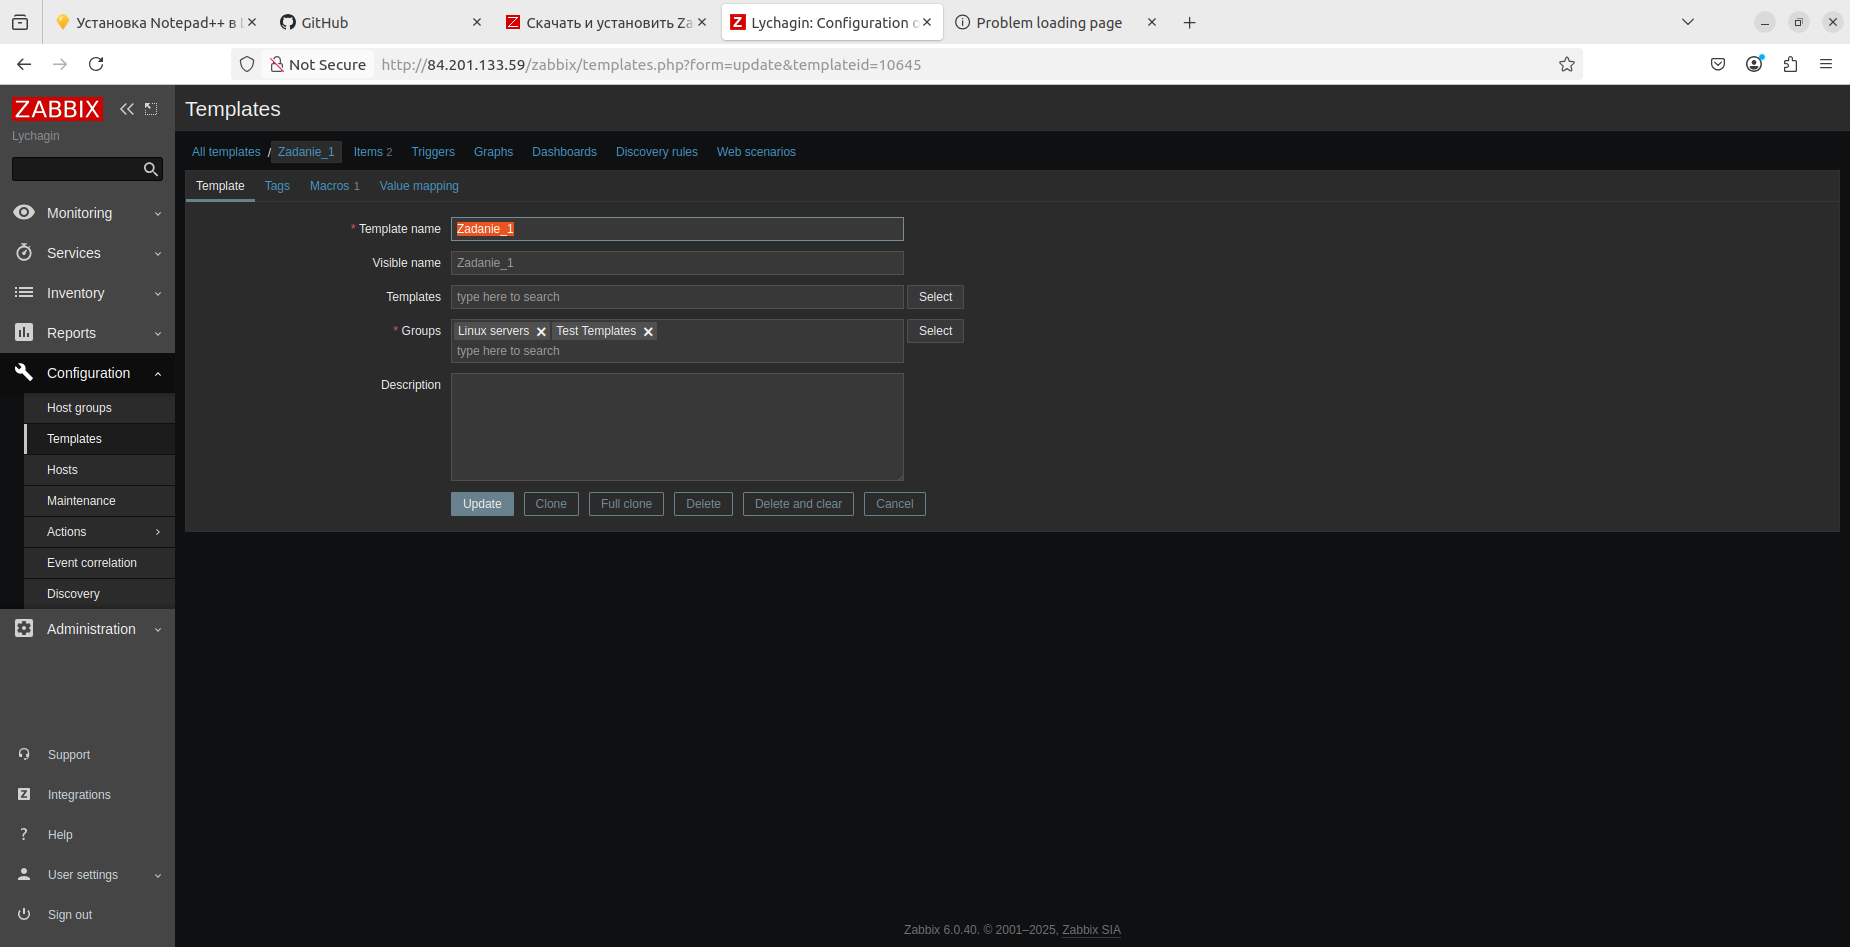 Установка Notepad++ в L
GitHub
Скачать и установить Za
Lychagin: Configuration o
Problem loading page
Not Secure
http://84.201.133.59/zabbix/templates.php?form=update&templateid=10645
ZABBIX
Lychagin
Monitoring
Services
Inventory
Reports
Configuration
Host groups
Templates
Hosts
Maintenance
Actions
Event correlation
Discovery
Administration
Support
Integrations
Help
User settings
Sign out
Templates
All templates / Zadanie_1 Items 2 Triggers Graphs Dashboards Discovery rules Web scenarios
Template Tags Macros 1 Value mapping
* Template name Zadanie_1
Visible name Zadanie_1
Templates type here to search Select
* Groups Linux servers Test Templates Select
type here to search
Description
Update Clone Full clone Delete Delete and clear Cancel
Zabbix 6.0.40. © 2001–2025, Zabbix SIA